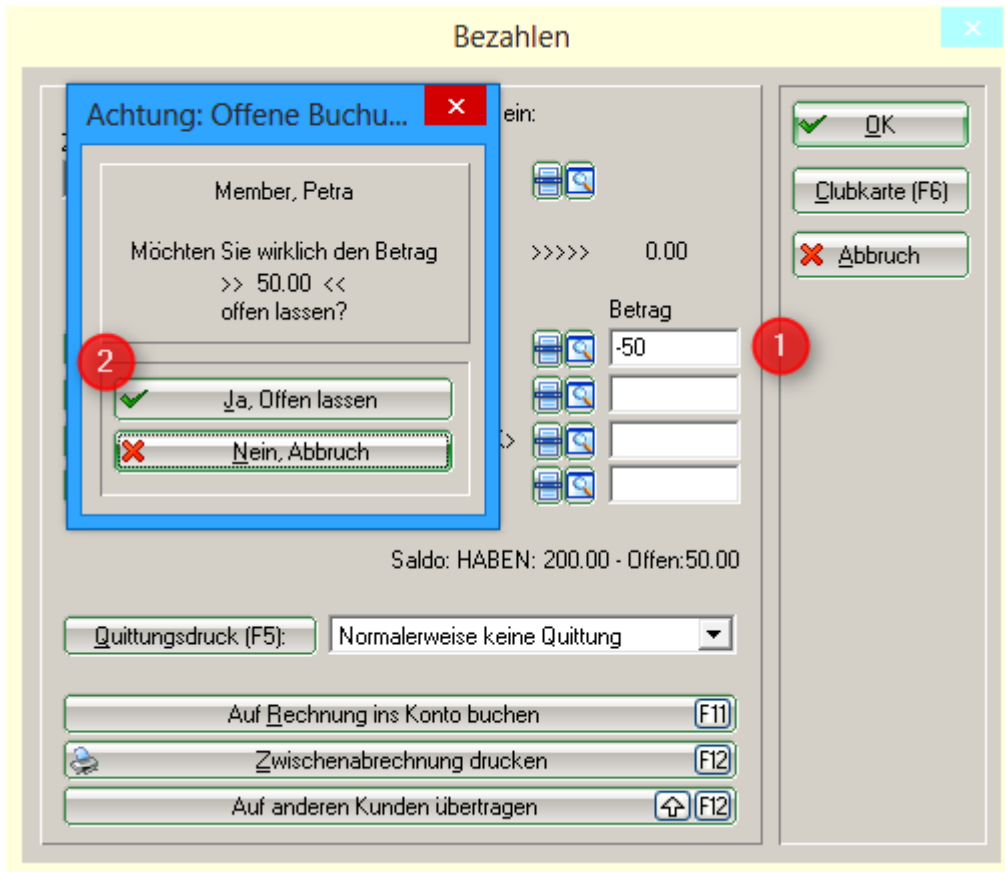 Bezahlen
Achtung: Offene Buchu...
ein:
OK
Member, Petra
Clubkarte (F6)
Möchten Sie wirklich den Betrag
>> 50.00 <<
offen lassen?
>>>>> 0.00
Abbruch
Betrag
-50
1
2
Ja, Offen lassen
Nein, Abbruch
Saldo: HABEN: 200.00 - Offen:50.00
Quittungsdruck (F5):
Normalerweise keine Quittung
Auf Rechnung ins Konto buchen F11
Zwischenabrechnung drucken F12
Auf anderen Kunden übertragen F12